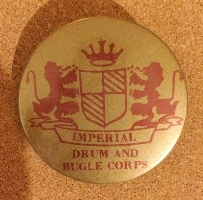 IMPERIAL
DRUM AND
BUGLE CORPS